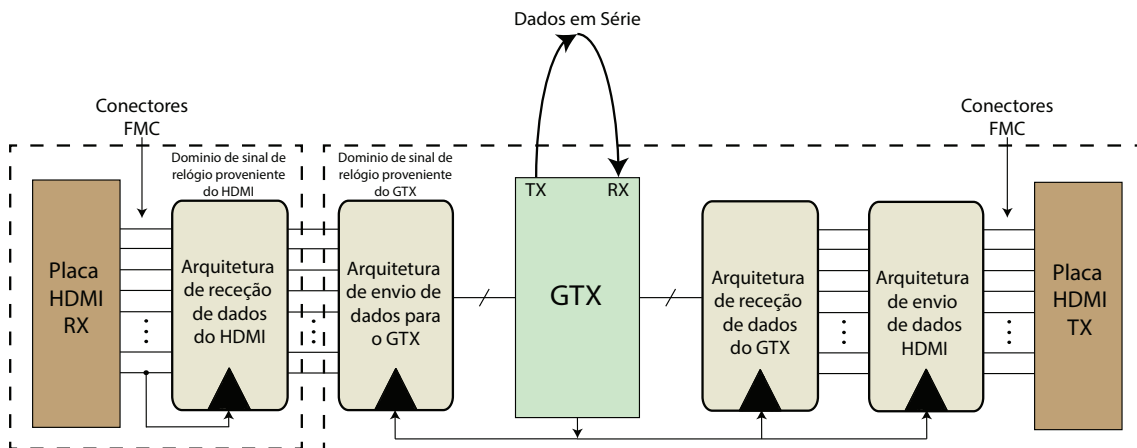 Dados em Série
Conectores
FMC
Conectores
FMC
Dominio de sinal de
relógio proveniente
do HDMI
Dominio de sinal de
relógio proveniente
do GTX
TX
RX
Placa
HDMI
RX
Arquitetura
de receção
de dados
do HDMI
Arquitetura
de envio de
dados para
o GTX
GTX
Arquitetura
de receção
de dados
do GTX
Arquitetura
de envio
de dados
HDMI
Placa
HDMI
TX